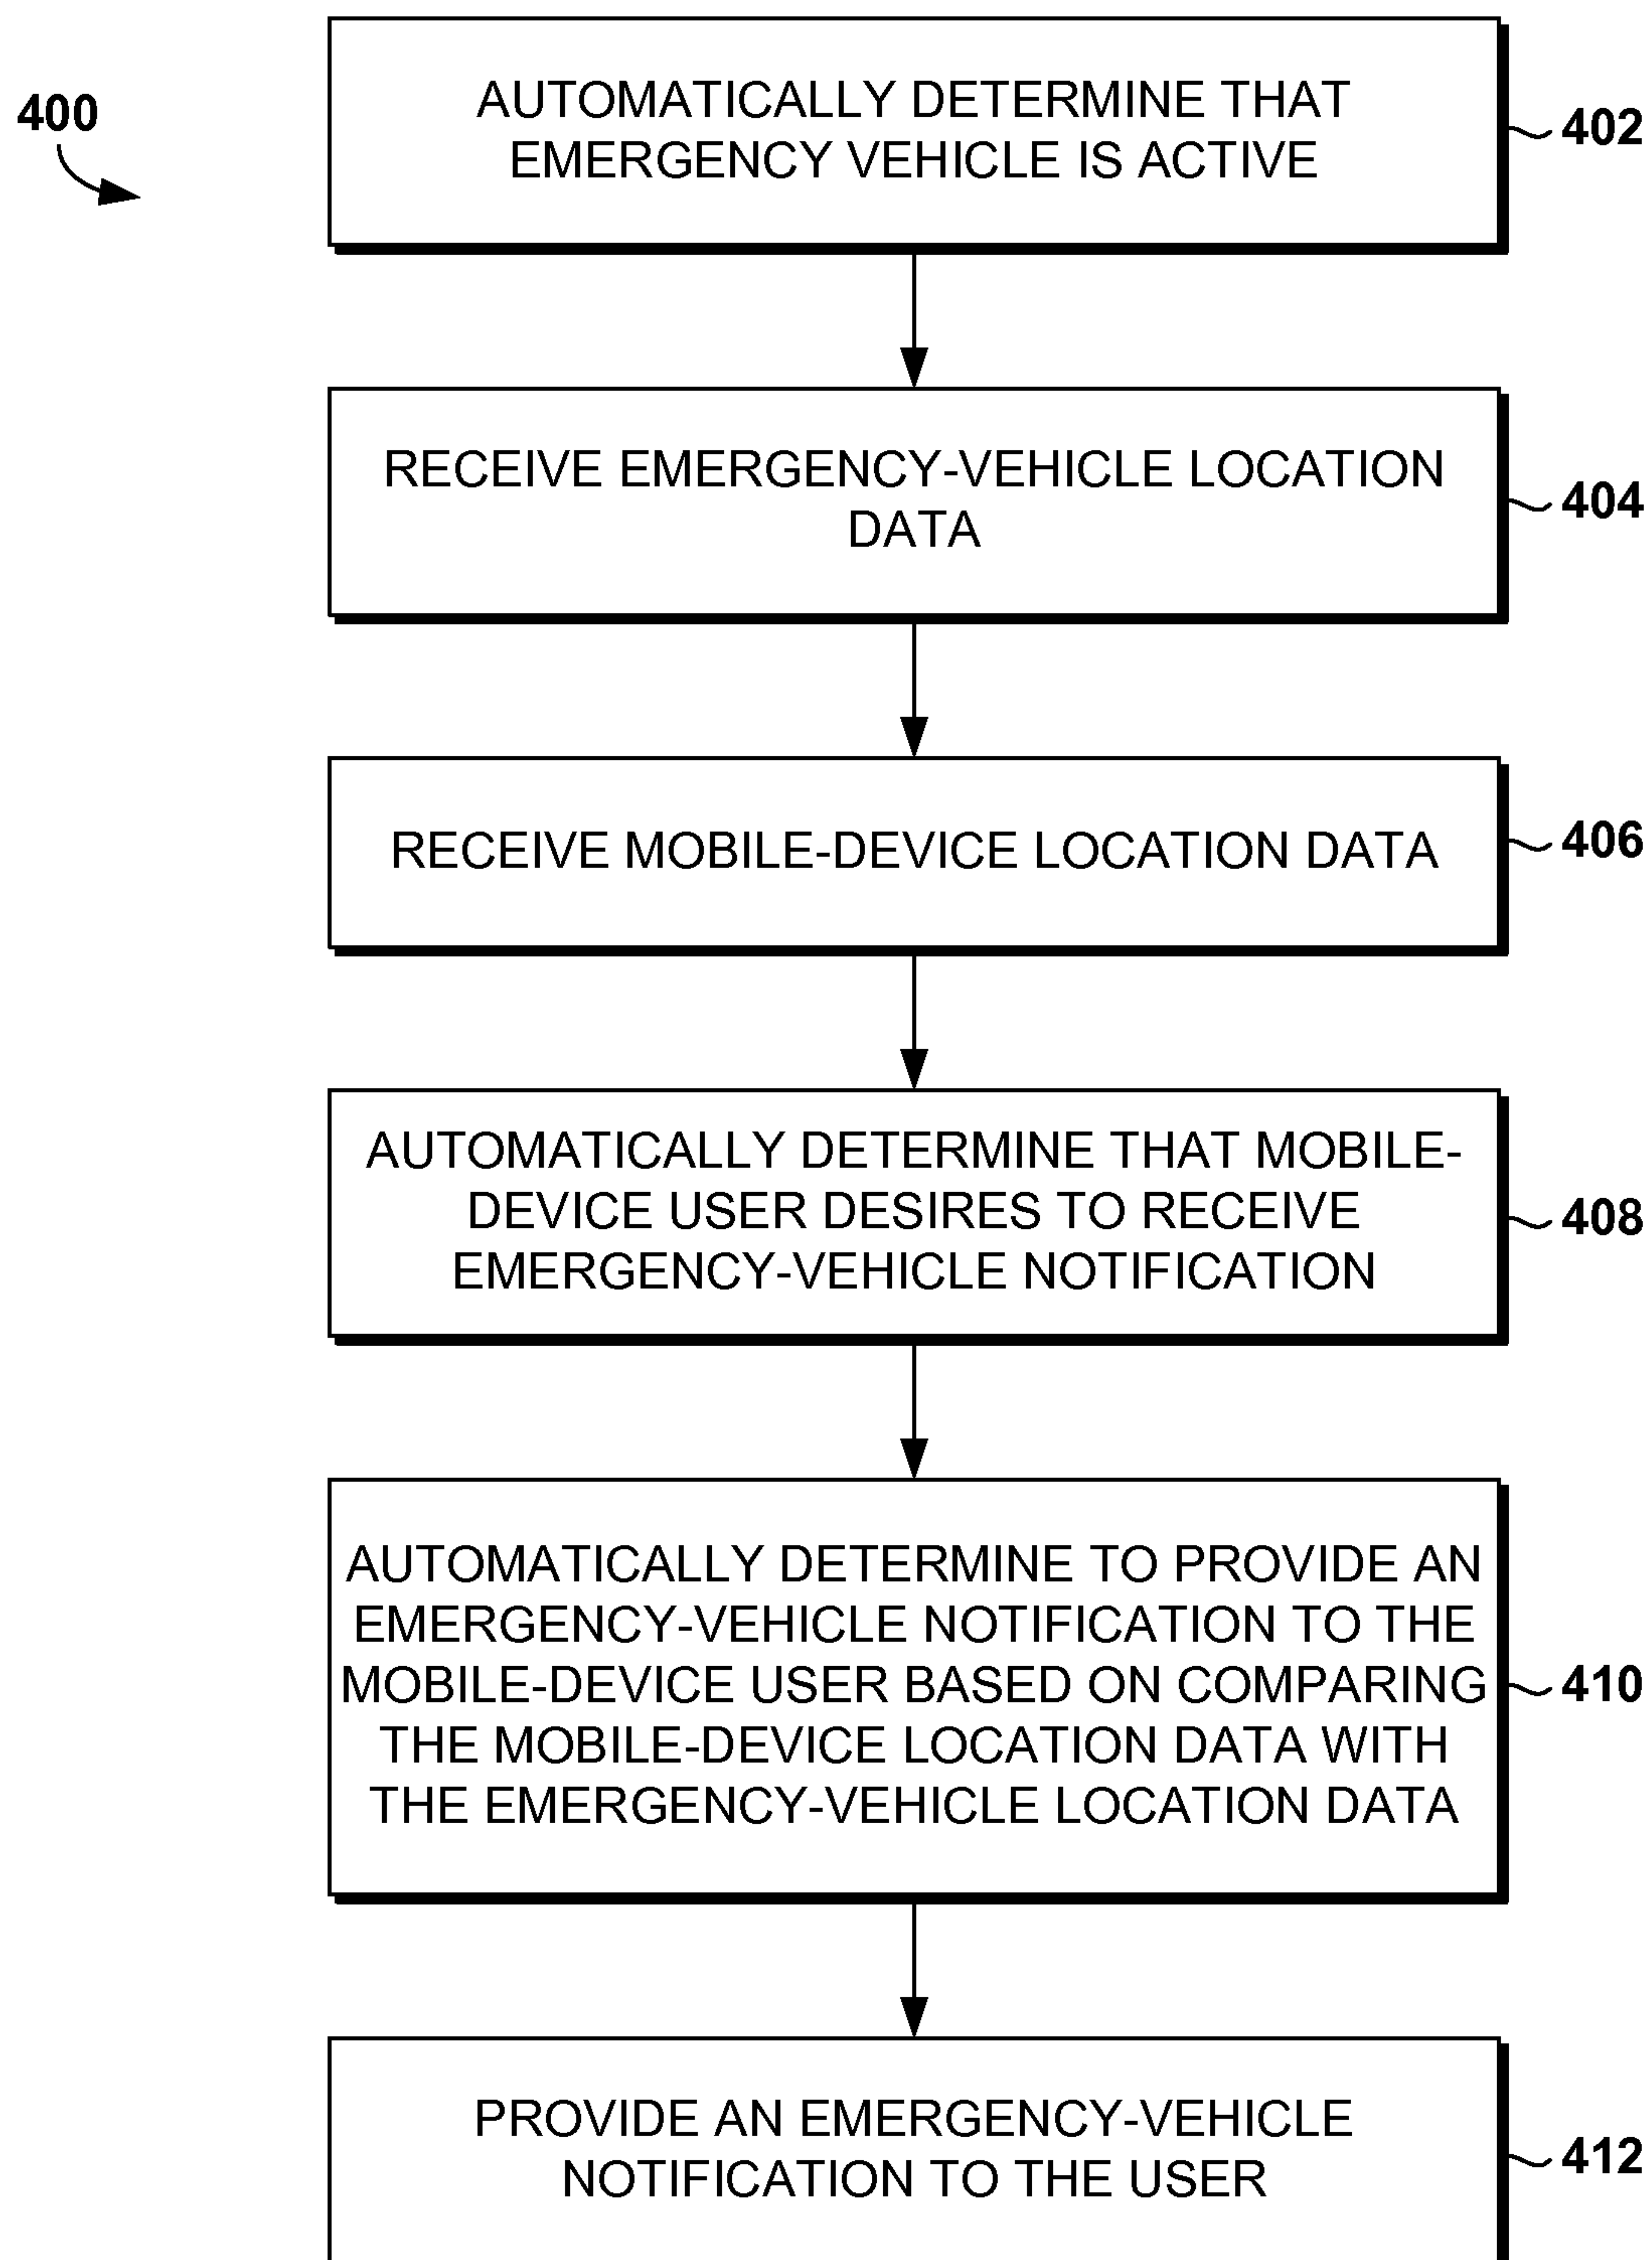 400
AUTOMATICALLY DETERMINE THAT
EMERGENCY VEHICLE IS ACTIVE
402
RECEIVE EMERGENCY-VEHICLE LOCATION
DATA
404
RECEIVE MOBILE-DEVICE LOCATION DATA
406
AUTOMATICALLY DETERMINE THAT MOBILE-
DEVICE USER DESIRES TO RECEIVE
EMERGENCY-VEHICLE NOTIFICATION
408
AUTOMATICALLY DETERMINE TO PROVIDE AN
EMERGENCY-VEHICLE NOTIFICATION TO THE
MOBILE-DEVICE USER BASED ON COMPARING
THE MOBILE-DEVICE LOCATION DATA WITH
THE EMERGENCY-VEHICLE LOCATION DATA
410
PROVIDE AN EMERGENCY-VEHICLE
NOTIFICATION TO THE USER
412